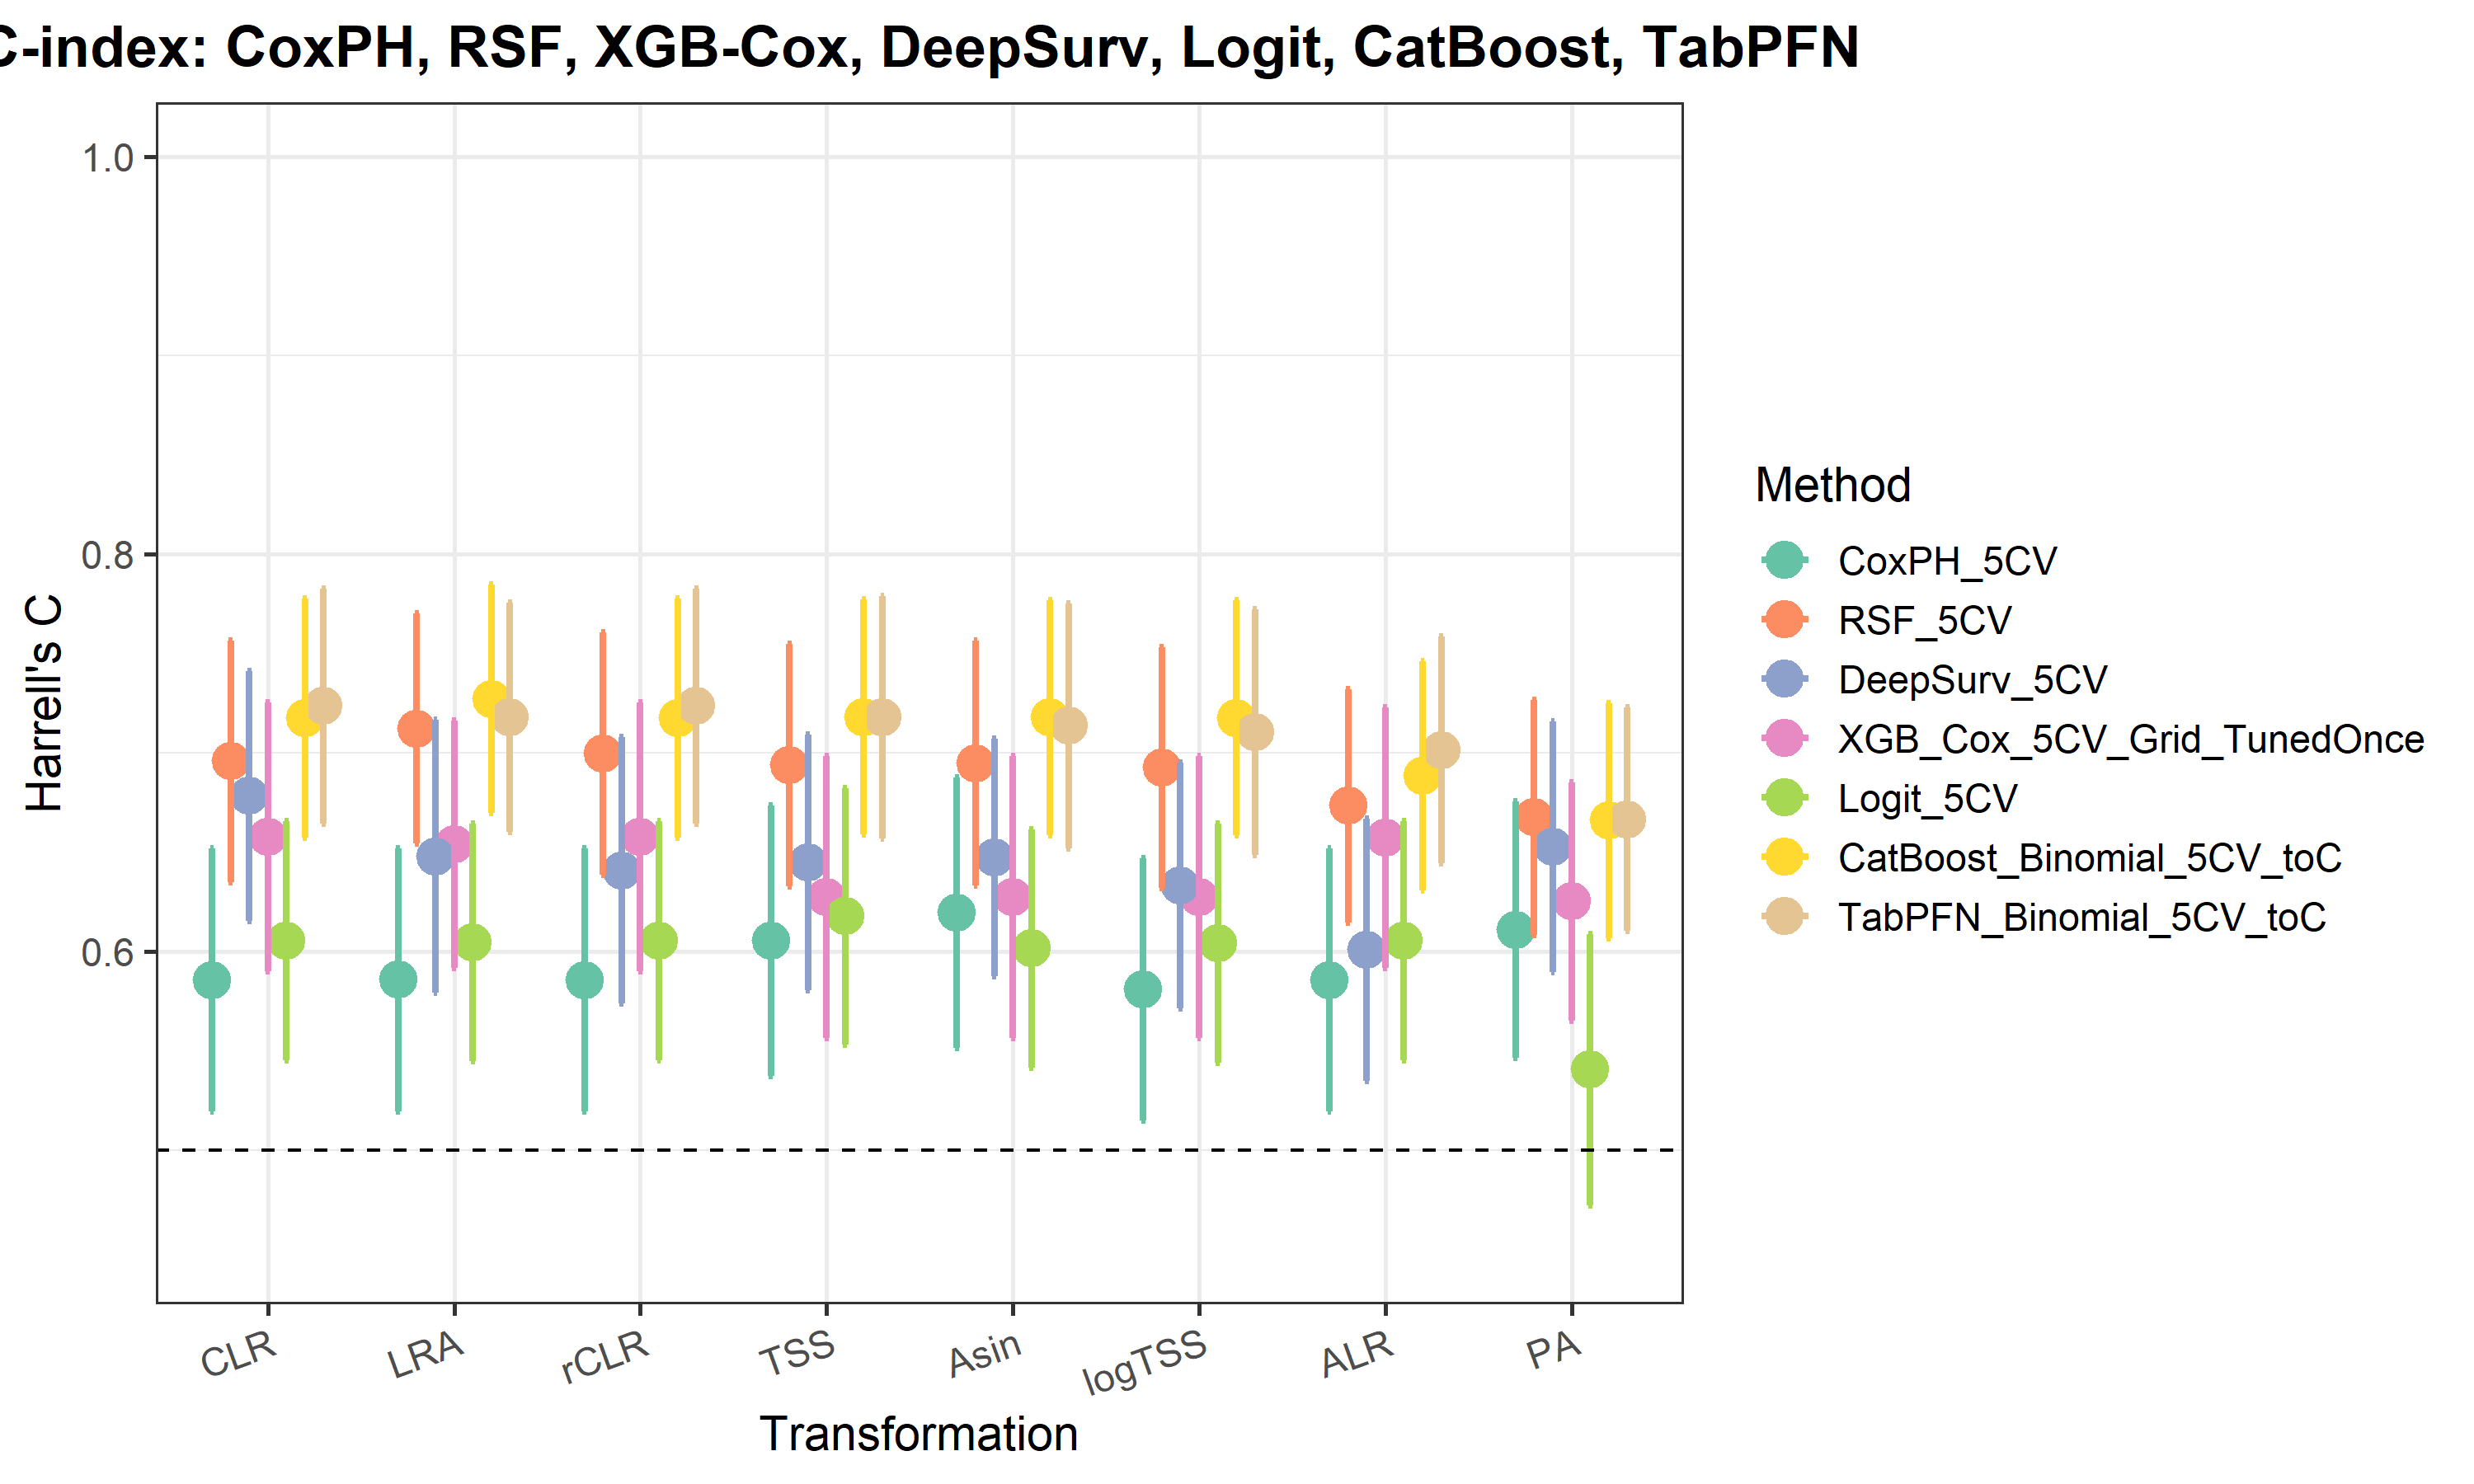 C-index: CoxPH, RSF, XGB-Cox, DeepSurv, Logit, CatBoost, TabPFN
1.0
0.8
0.6
Harrell's C
CLR
LRA
rCLR
TSS
Asin
logTSS
ALR
PA
Transformation
Method
CoxPH_5CV
RSF_5CV
DeepSurv_5CV
XGB_Cox_5CV_Grid_TunedOnce
Logit_5CV
CatBoost_Binomial_5CV_toC
TabPFN_Binomial_5CV_toC